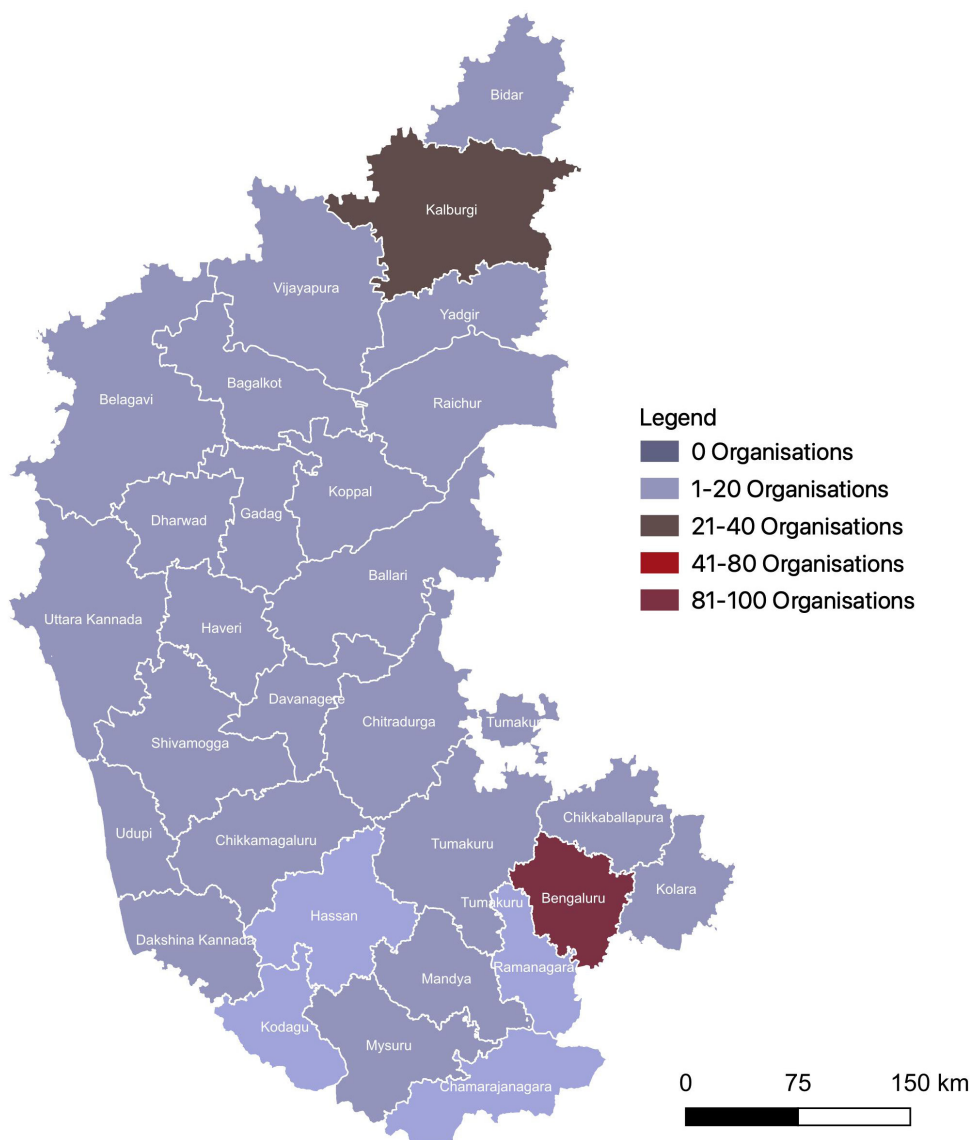 Bidar
Kalburgi
Vijayapura
Yadgir
Bagalkot
Belagavi
Raichur
Legend
0 Organisations
1-20 Organisations
21-40 Organisations
41-80 Organisations
81-100 Organisations
Koppal
Gadag
Dharwad
Ballari
Uttara Kannada
Haveri
Davanagere
Chitradurga
Tumakur
Shivamogga
Chikkaballapura
Udupi
Chikkamagaluru
Tumakuru
Kolara
Bengaluru
Tumakuru
Hassan
Dakshina Kannada
Ramanagara
Mandya
Kodagu
Mysuru
Chamarajanagara
0 75 150 km